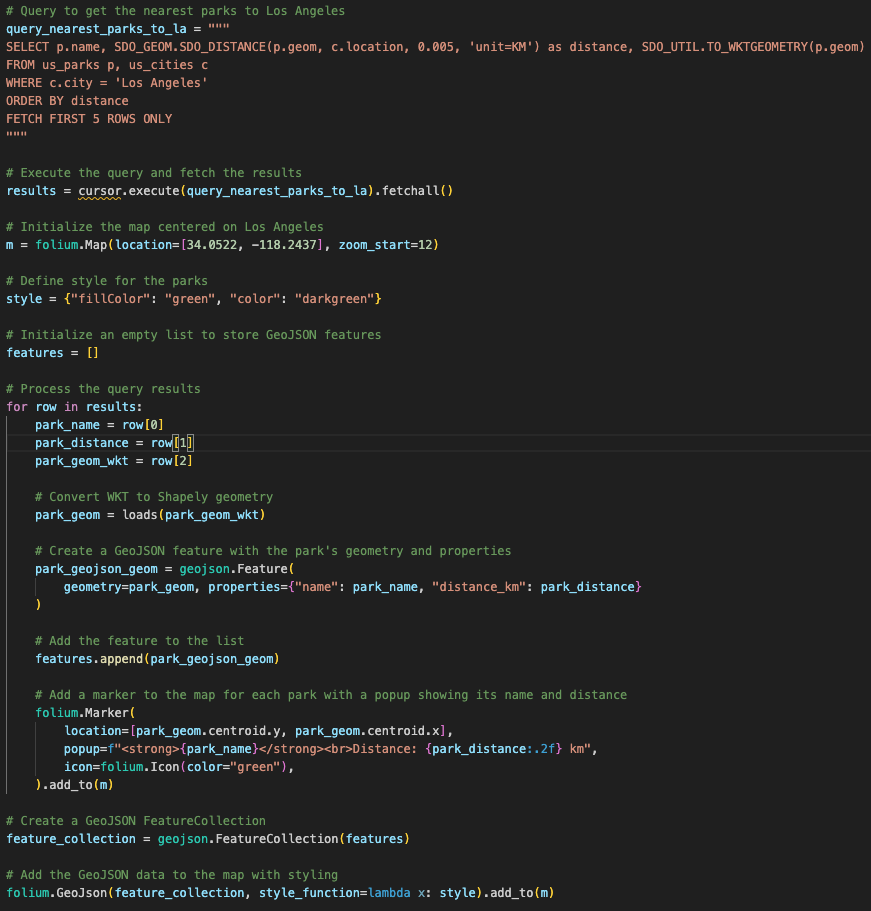 # Query to get the nearest parks to Los Angeles
query_nearest_parks_to_la = """
SELECT p.name, SDO_GEOM.SDO_DISTANCE(p.geom, c.location, 0.005, 'unit=KM') as distance, SDO_UTIL.TO_WKTGEOMETRY(p.geom)
FROM us_parks p, us_cities c
WHERE c.city = 'Los Angeles'
ORDER BY distance
FETCH FIRST 5 ROWS ONLY
"""

# Execute the query and fetch the results
results = cursor.execute(query_nearest_parks_to_la).fetchall()

# Initialize the map centered on Los Angeles
m = folium.Map(location=[34.0522, -118.2437], zoom_start=12)

# Define style for the parks
style = {"fillColor": "green", "color": "darkgreen"}

# Initialize an empty list to store GeoJSON features
features = []

# Process the query results
for row in results:
    park_name = row[0]
    park_distance = row[1]
    park_geom_wkt = row[2]

    # Convert WKT to Shapely geometry
    park_geom = loads(park_geom_wkt)

    # Create a GeoJSON feature with the park's geometry and properties
    park_geojson_geom = geojson.Feature(
        geometry=park_geom, properties={"name": park_name, "distance_km": park_distance}
    )

    # Add the feature to the list
    features.append(park_geojson_geom)

    # Add a marker to the map for each park with a popup showing its name and distance
    folium.Marker(
        location=[park_geom.centroid.y, park_geom.centroid.x],
        popup=f"<strong>{park_name}</strong><br>Distance: {park_distance:.2f} km",
        icon=folium.Icon(color="green"),
    ).add_to(m)

# Create a GeoJSON FeatureCollection
feature_collection = geojson.FeatureCollection(features)

# Add the GeoJSON data to the map with styling
folium.GeoJson(feature_collection, style_function=lambda x: style).add_to(m)